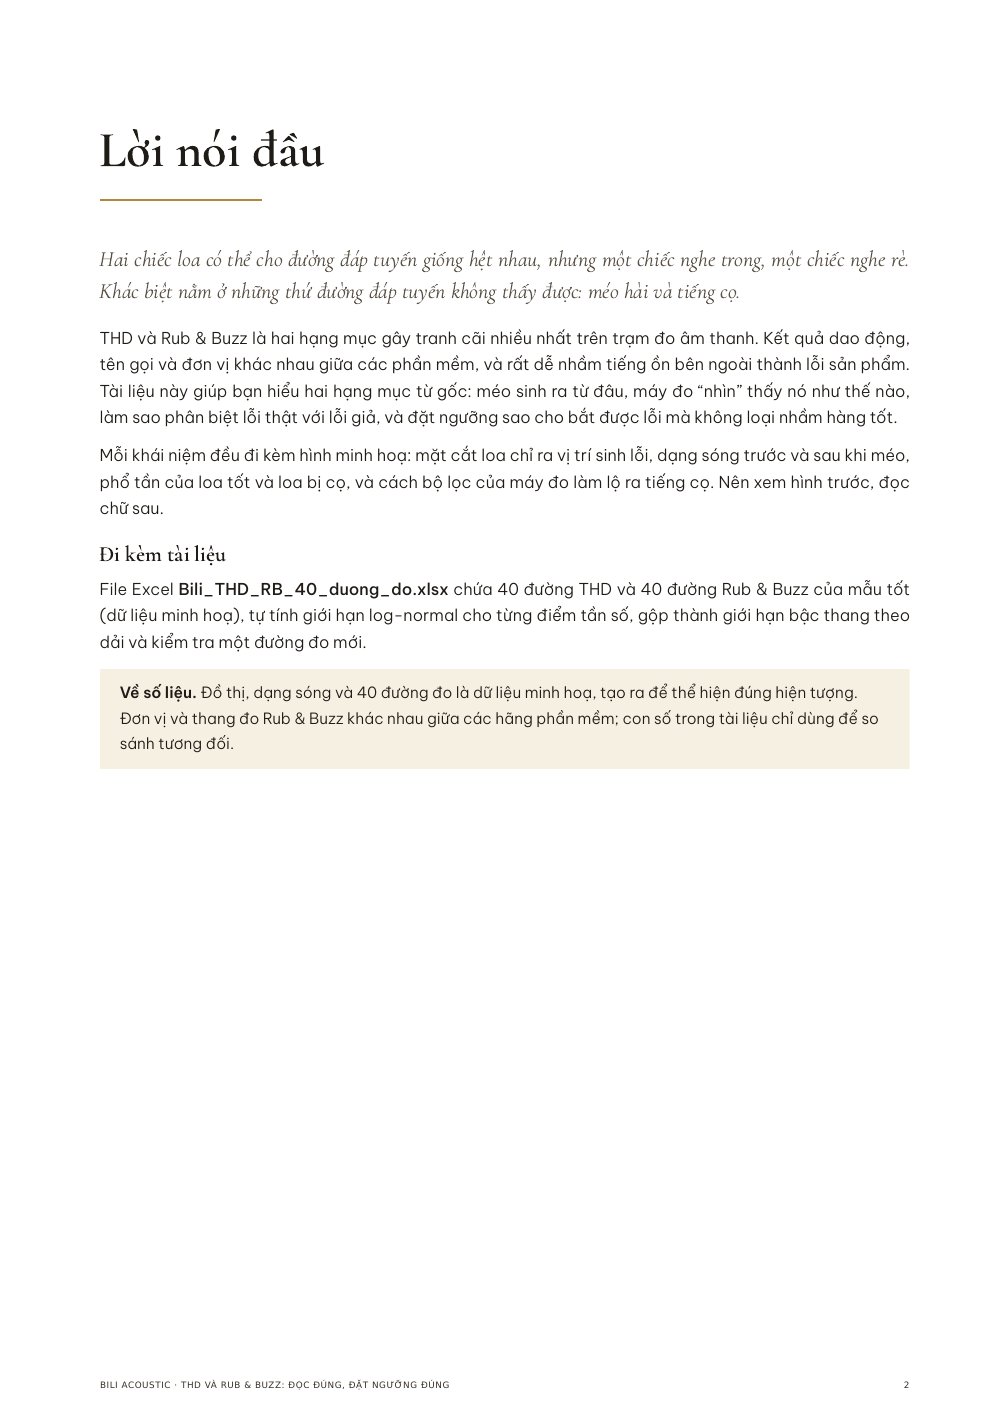 Lời nói đầu
Hai chiếc loa có thể cho đường đáp tuyến giống hệt nhau, nhưng một chiếc nghe trong, một chiếc nghe rè.
Khác biệt nằm ở những thứ đường đáp tuyến không thấy được: méo hài và tiếng cọ.
THD và Rub & Buzz là hai hạng mục gây tranh cãi nhiều nhất trên trạm đo âm thanh. Kết quả dao động,
tên gọi và đơn vị khác nhau giữa các phần mềm, và rất dễ nhầm tiếng ồn bên ngoài thành lỗi sản phẩm.
Tài liệu này giúp bạn hiểu hai hạng mục từ gốc: méo sinh ra từ đâu, máy đo “nhìn” thấy nó như thế nào,
làm sao phân biệt lỗi thật với lỗi giả, và đặt ngưỡng sao cho bắt được lỗi mà không loại nhầm hàng tốt.
Mỗi khái niệm đều đi kèm hình minh hoạ: mặt cắt loa chỉ ra vị trí sinh lỗi, dạng sóng trước và sau khi méo,
phổ tần của loa tốt và loa bị cọ, và cách bộ lọc của máy đo làm lộ ra tiếng cọ. Nên xem hình trước, đọc
chữ sau.
Đi kèm tài liệu
File Excel Bili_THD_RB_40_duong_do.xlsx chứa 40 đường THD và 40 đường Rub & Buzz của mẫu tốt
(dữ liệu minh hoạ), tự tính giới hạn log-normal cho từng điểm tần số, gộp thành giới hạn bậc thang theo
dải và kiểm tra một đường đo mới.
Về số liệu. Đồ thị, dạng sóng và 40 đường đo là dữ liệu minh hoạ, tạo ra để thể hiện đúng hiện tượng.
Đơn vị và thang đo Rub & Buzz khác nhau giữa các hãng phần mềm; con số trong tài liệu chỉ dùng để so
sánh tương đối.
BILI ACOUSTIC · THD VÀ RUB & BUZZ: ĐỌC ĐÚNG, ĐẶT NGƯỠNG ĐÚNG
2